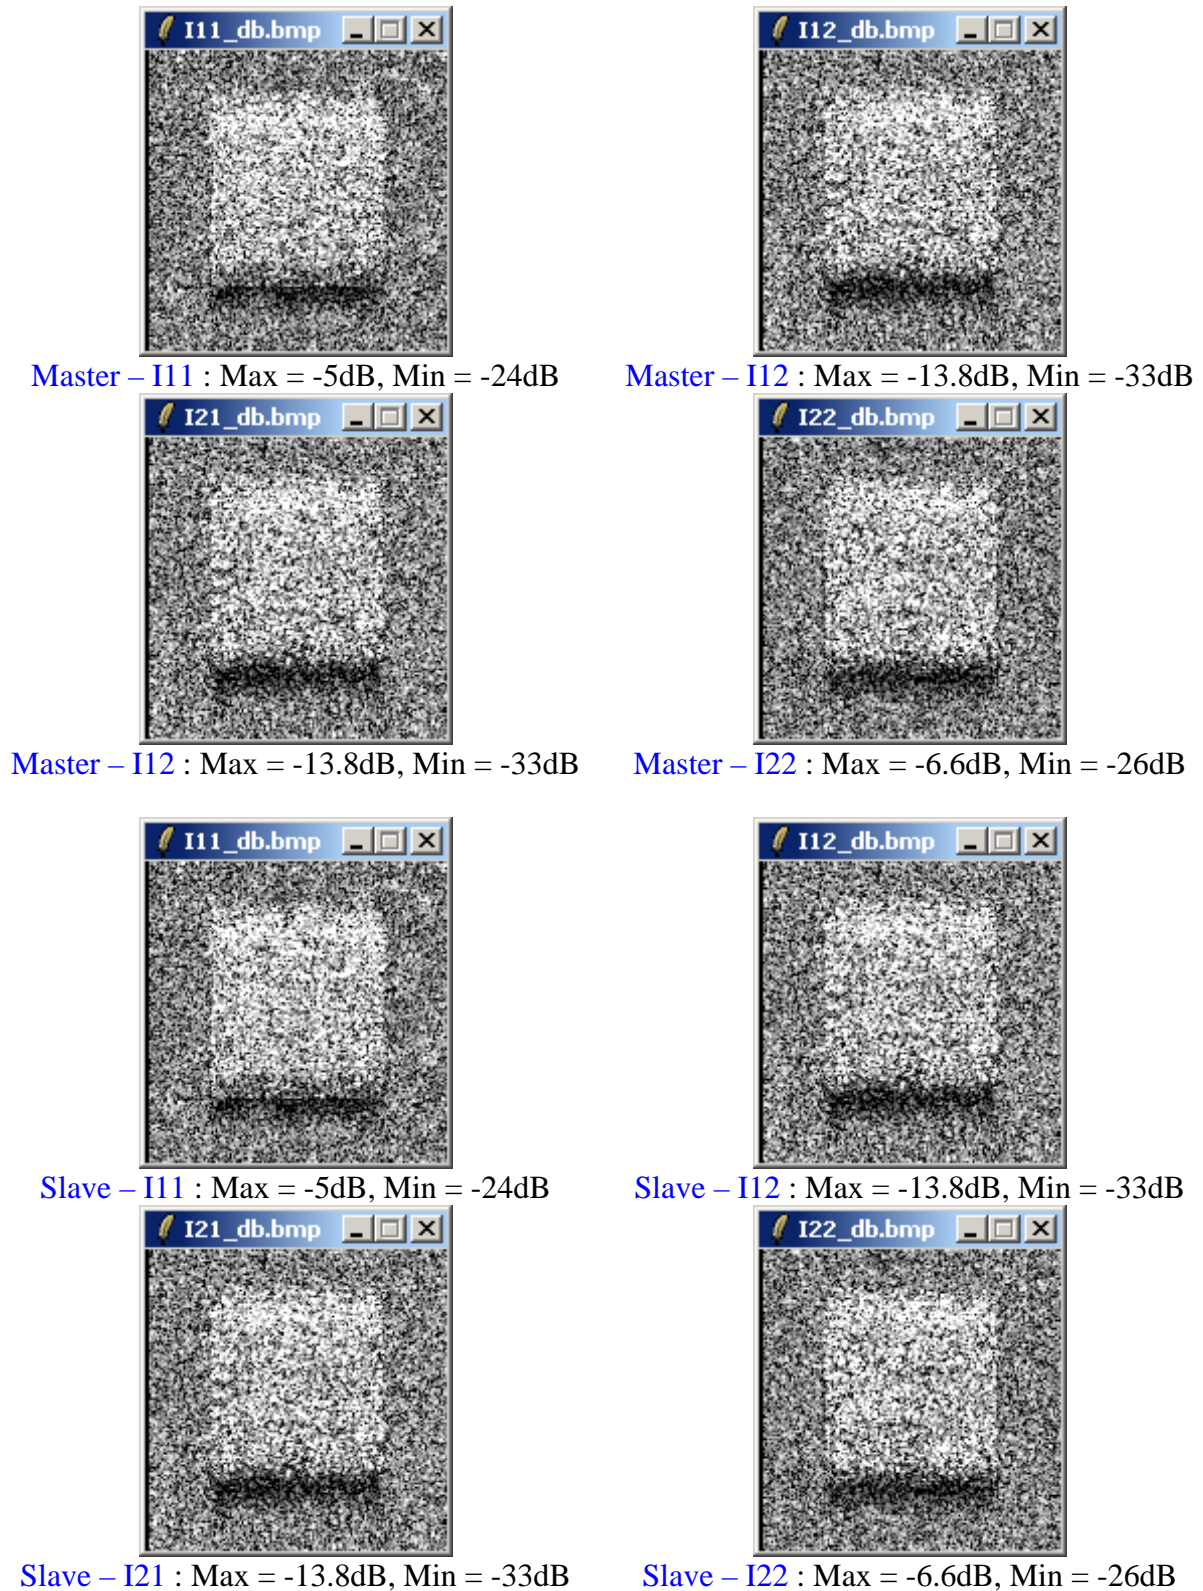 I11_db.bmp I12_db.bmp
Master – I11 : Max = -5dB, Min = -24dB Master – I12 : Max = -13.8dB, Min = -33dB
I21_db.bmp I22_db.bmp
Master – I12 : Max = -13.8dB, Min = -33dB Master – I22 : Max = -6.6dB, Min = -26dB
I11_db.bmp I12_db.bmp
Slave – I11 : Max = -5dB, Min = -24dB Slave – I12 : Max = -13.8dB, Min = -33dB
I21_db.bmp I22_db.bmp
Slave – I21 : Max = -13.8dB, Min = -33dB Slave – I22 : Max = -6.6dB, Min = -26dB